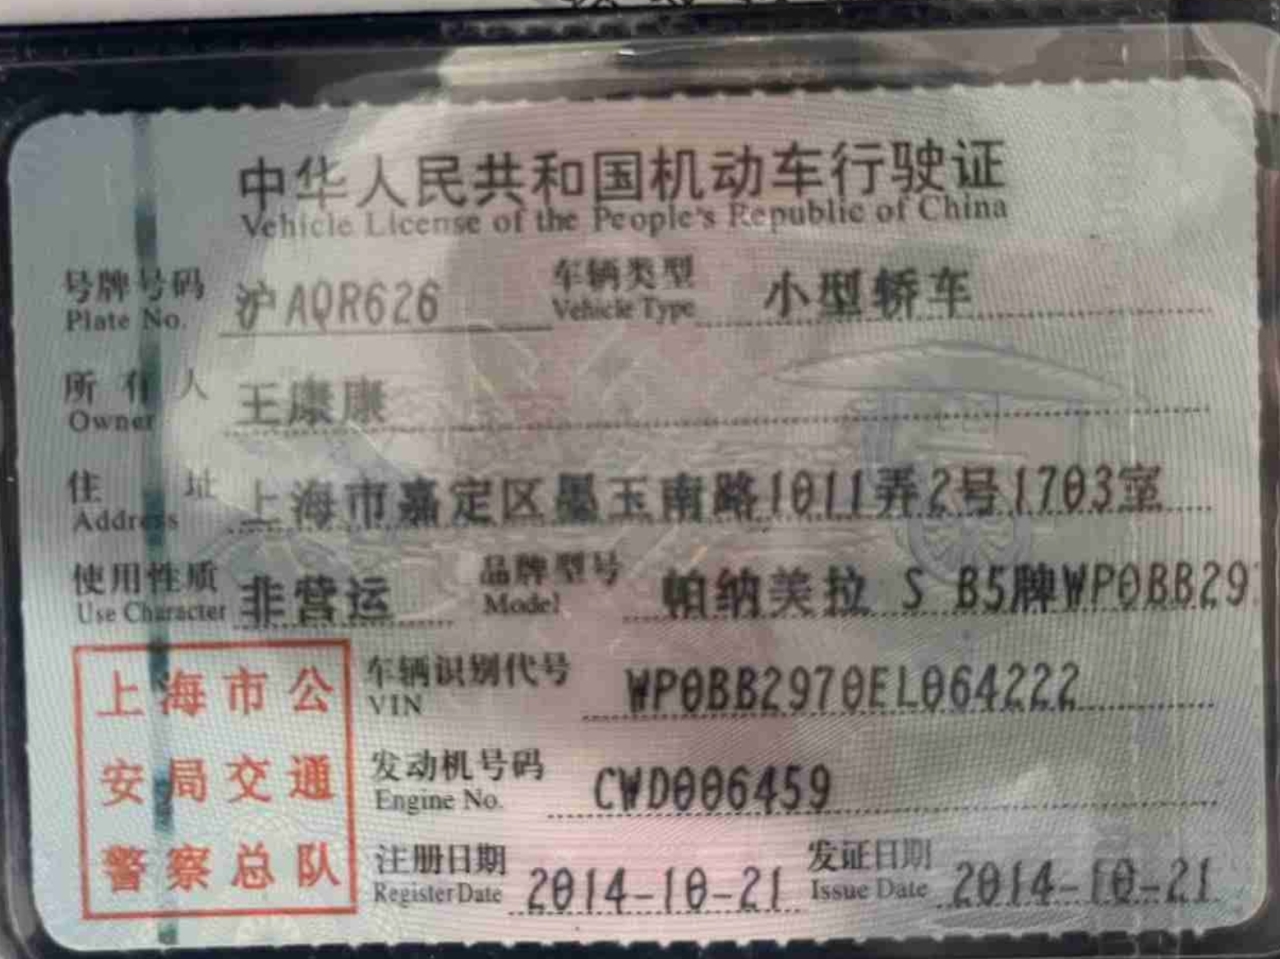 中华人民共和国机动车行驶证
Vehicle License of the People's Republic of China
号牌号码 沪AQR626 车辆类型 小型轿车
Plate No. Vehicle Type
所有人 王康康
Owner
住址 上海市嘉定区墨玉南路1011弄2号1703室
Address
使用性质 非营运 品牌型号 帕纳美拉 S B5牌WP0BB297
Use Character Model
上海市公 车辆识别代号 WP0BB2970EL064222
VIN
安局交通 发动机号码 CWD006459
Engine No.
警察总队 注册日期 2014-10-21 发证日期 2014-10-21
Register Date Issue Date